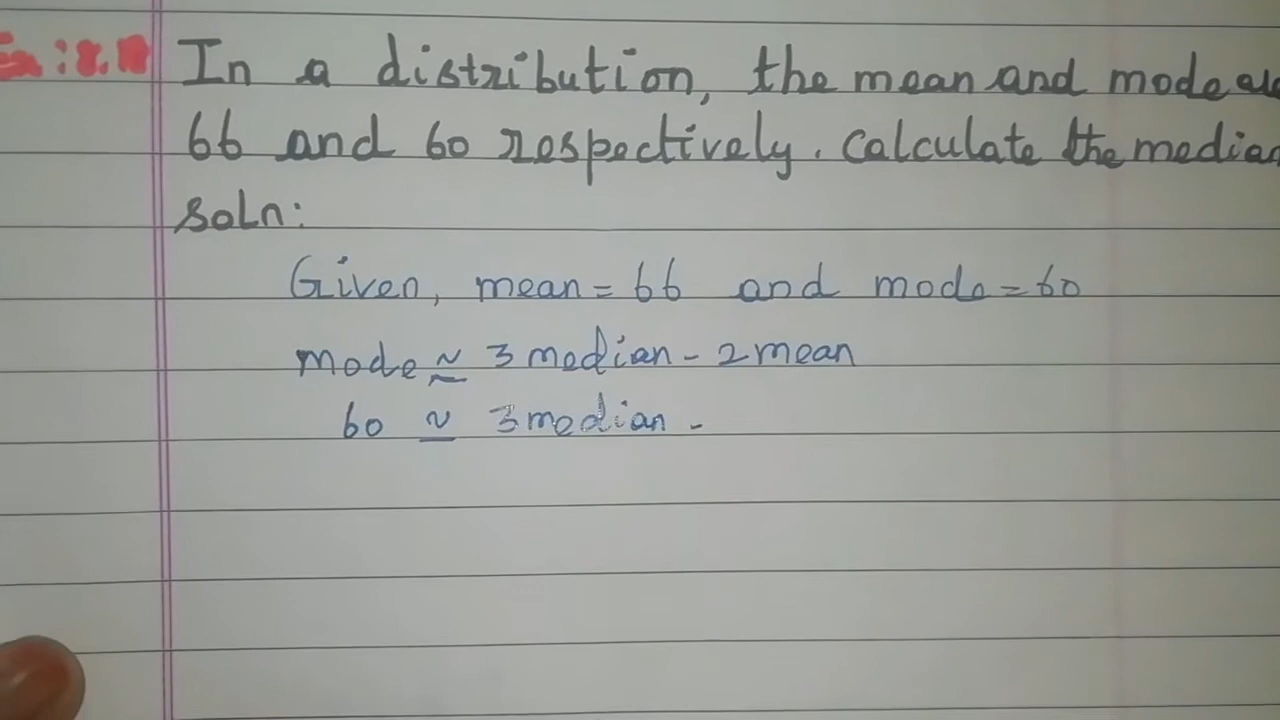 In a distribution, the mean and mode
66 and 60 respectively. Calculate the median
soln:
Given, mean = 66 and mode = 60
mode ≈ 3 median - 2 mean
60 ≈ 3 median -